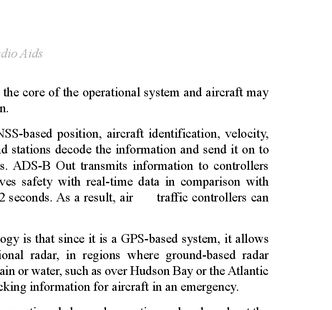 dio Aids
the core of the operational system and aircraft may
n.
NSS-based position, aircraft identification, velocity,
d stations decode the information and send it on to
s. ADS-B Out transmits information to controllers
ves safety with real-time data in comparison with
2 seconds. As a result, air traffic controllers can
ogy is that since it is a GPS-based system, it allows
ional radar, in regions where ground-based radar
ain or water, such as over Hudson Bay or the Atlantic
cking information for aircraft in an emergency.